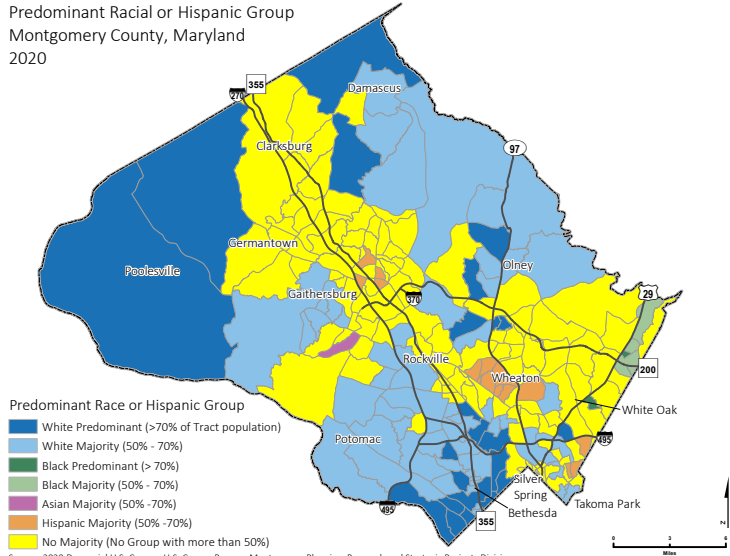 Predominant Racial or Hispanic Group
Montgomery County, Maryland
2020
355
270
Damascus
Clarksburg
97
Germantown
Poolesville
Olney
Gaithersburg
370
29
Rockville
200
Wheaton
White Oak
Potomac
495
Silver
Spring
Takoma Park
495
Bethesda
355
Predominant Race or Hispanic Group
White Predominant (>70% of Tract population)
White Majority (50% - 70%)
Black Predominant (> 70%)
Black Majority (50% - 70%)
Asian Majority (50% -70%)
Hispanic Majority (50% -70%)
No Majority (No Group with more than 50%)
0 3 6
Miles
N